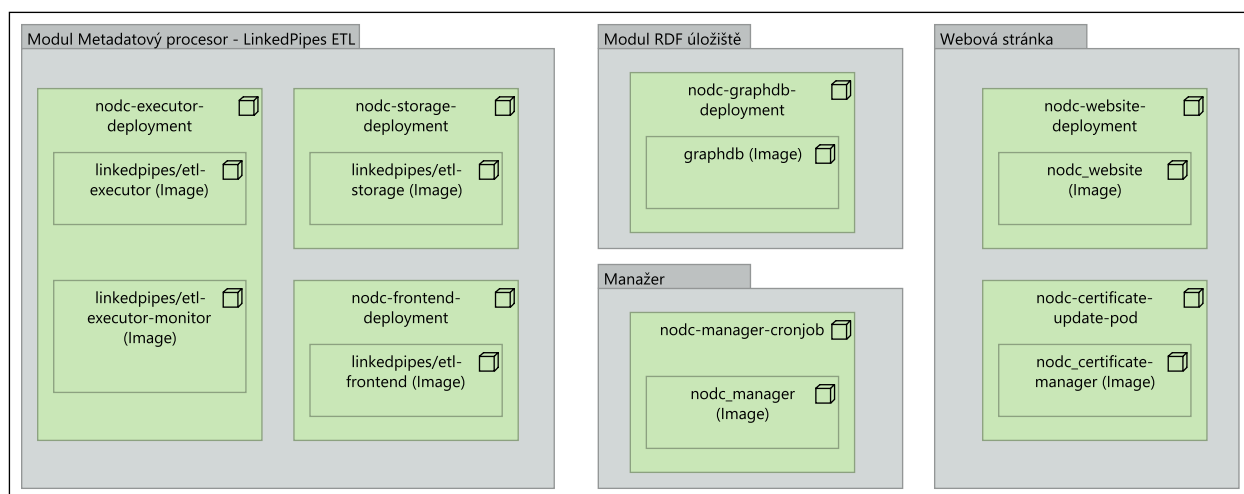 Modul Metadatový procesor - LinkedPipes ETL
nodc-executor-
deployment
linkedpipes/etl-
executor (Image)
linkedpipes/etl-
executor-monitor
(Image)
nodc-storage-
deployment
linkedpipes/etl-
storage (Image)
nodc-frontend-
deployment
linkedpipes/etl-
frontend (Image)
Modul RDF úložiště
nodc-graphdb-
deployment
graphdb (Image)
Manažer
nodc-manager-cronjob
nodc_manager
(Image)
Webová stránka
nodc-website-
deployment
nodc_website
(Image)
nodc-certificate-
update-pod
nodc_certificate-
manager (Image)